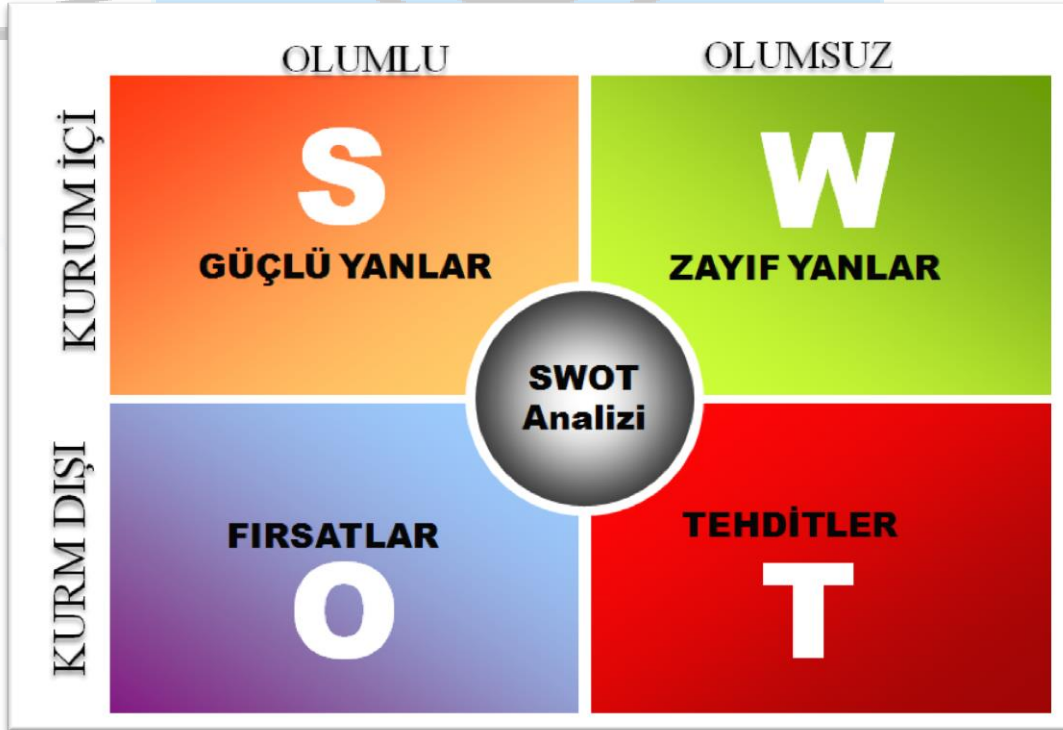 OLUMLU
OLUMSUZ
KURUM İÇİ
S
GÜÇLÜ YANLAR
W
ZAYIF YANLAR
SWOT
Analizi
KURM DIŞI
FIRSATLAR
O
TEHDİTLER
T